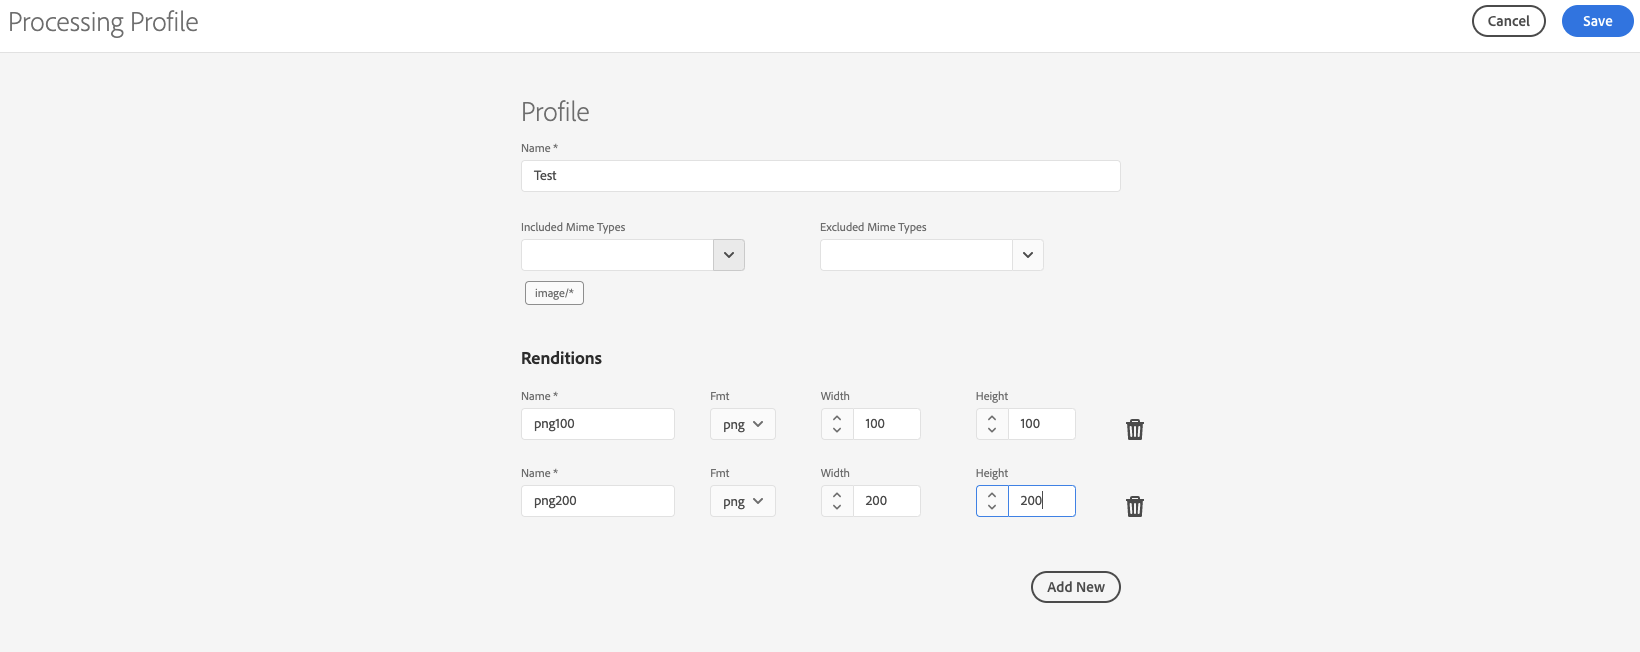 Processing Profile
Cancel
Save
Profile
Name *
Test
Included Mime Types
Excluded Mime Types
image/*
Renditions
Name *
Fmt
Width
Height
png100
png
100
100
Name *
Fmt
Width
Height
png200
png
200
200
Add New